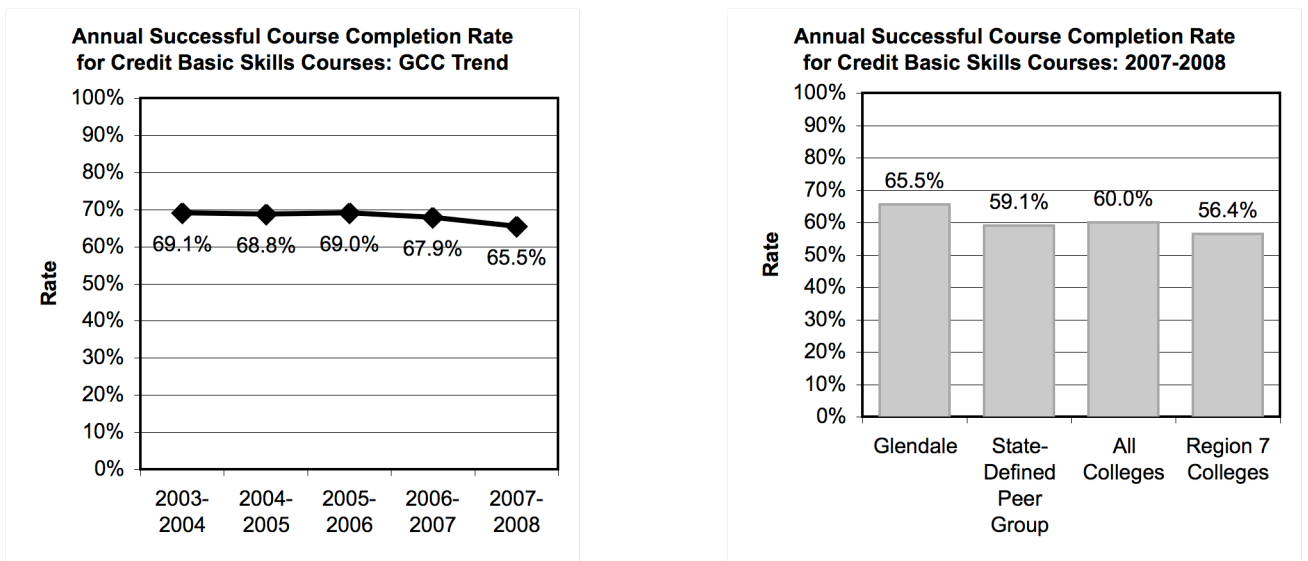 Annual Successful Course Completion Rate
for Credit Basic Skills Courses: GCC Trend
100%
90%
80%
70%
60%
50%
40%
30%
20%
10%
0%
Rate
69.1% 68.8% 69.0% 67.9% 65.5%
2003- 2004- 2005- 2006- 2007-
2004 2005 2006 2007 2008
Annual Successful Course Completion Rate
for Credit Basic Skills Courses: 2007-2008
100%
90%
80%
70%
60%
50%
40%
30%
20%
10%
0%
Rate
65.5% 59.1% 60.0% 56.4%
Glendale State- All Region 7
Defined Colleges Colleges
Peer
Group